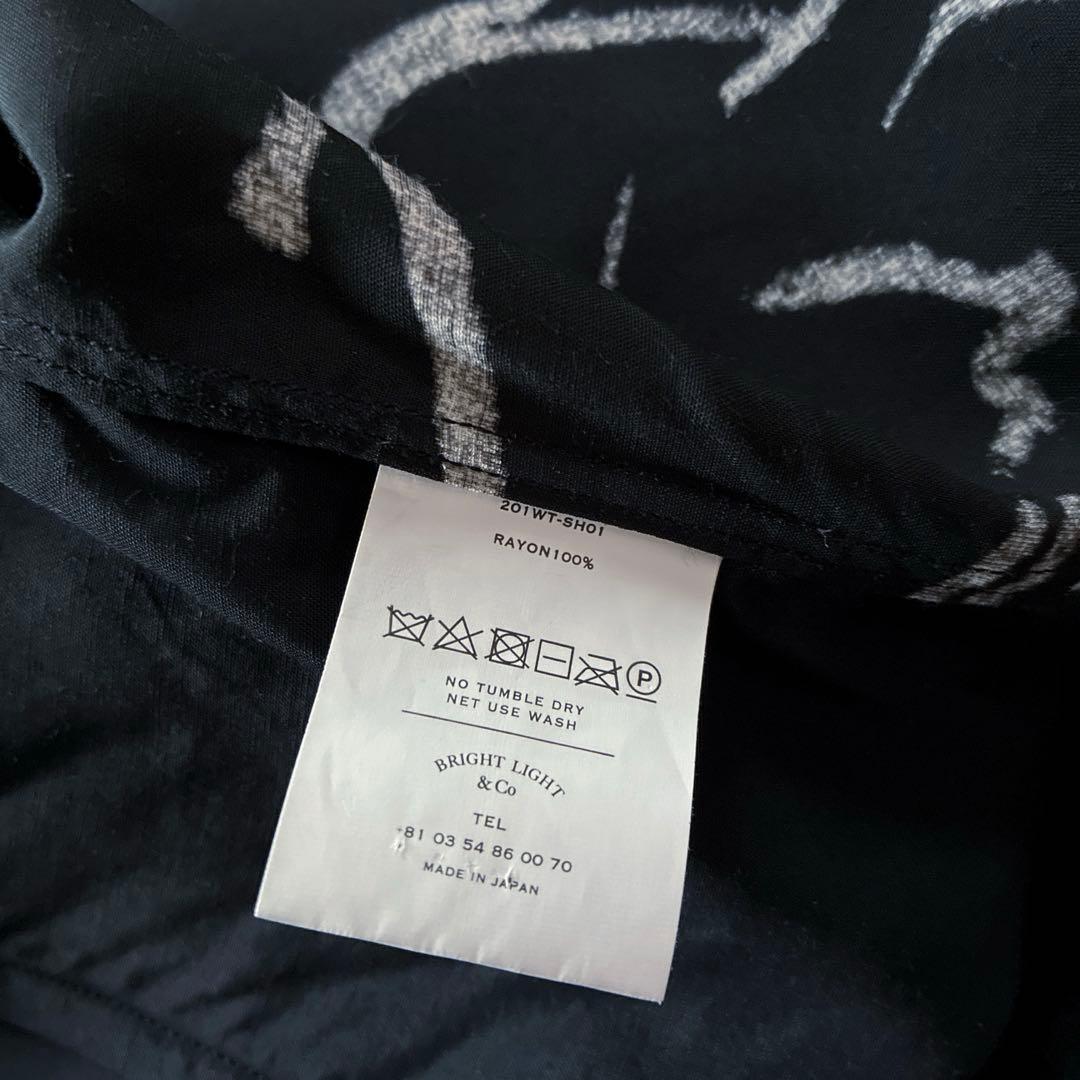 201WT-SH01
RAYON100%
P
NO TUMBLE DRY
NET USE WASH
BRIGHT LIGHT
& Co
TEL
+81 03 54 86 00 70
MADE IN JAPAN